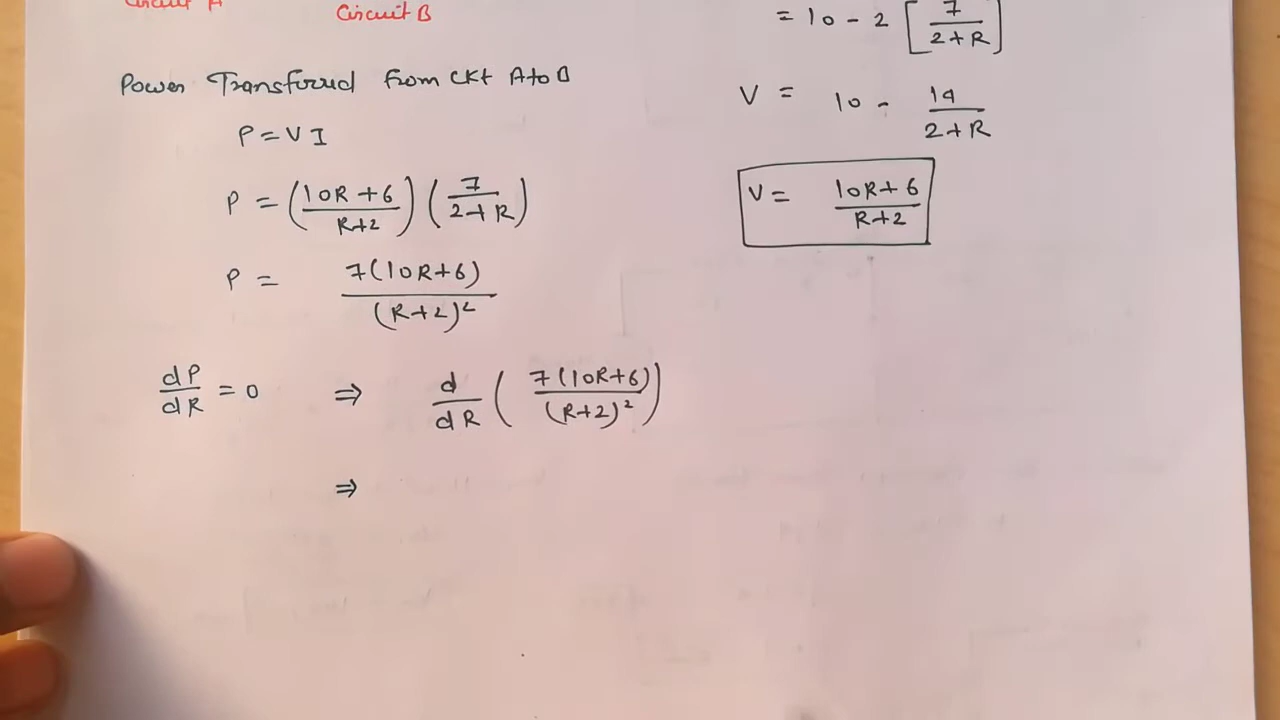 Circuit A
Circuit B
Power Transferred from Ckt A to B
P = V I
P = (10R + 6 / R+2) (7 / 2+R)
P = 7(10R+6) / (R+2)²
dP/dR = 0 ⇒ d/dR (7(10R+6) / (R+2)²)
⇒
= 10 - 2 [7 / 2+R]
V = 10 - 14 / 2+R
V = 10R+6 / R+2